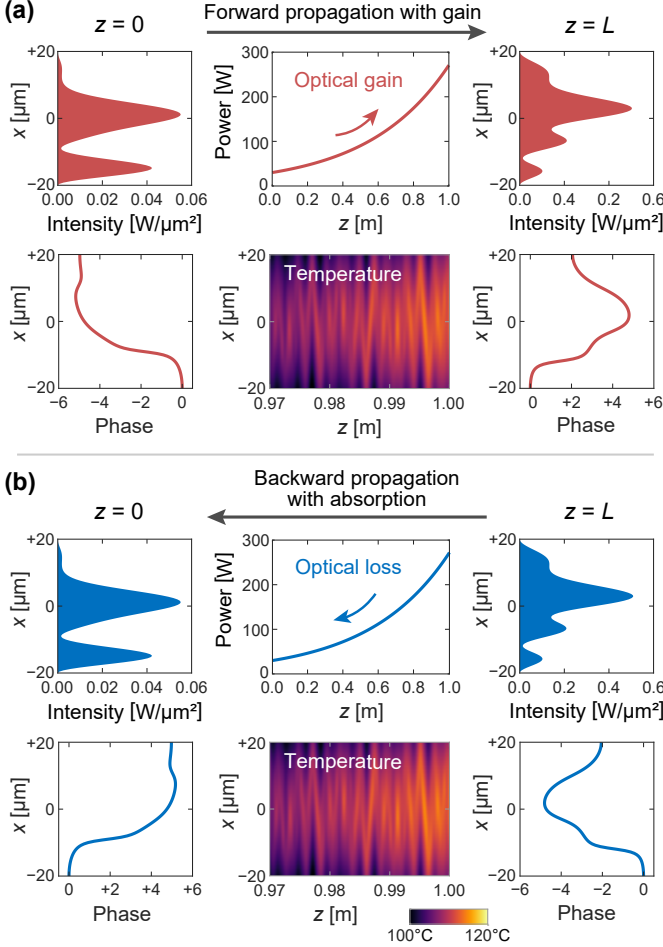 (a)
Forward propagation with gain
z = 0
z = L
+20
0
−20
x [µm]
0.00
0.02
0.04
0.06
Intensity [W/µm²]
300
200
100
0
Power [W]
Optical gain
0.0
0.2
0.4
0.6
0.8
1.0
z [m]
+20
0
−20
x [µm]
0
0.2
0.4
0.6
Intensity [W/µm²]
+20
0
−20
x [µm]
−6
−4
−2
0
Phase
+20
0
−20
x [µm]
Temperature
0.97
0.98
0.99
1.00
z [m]
+20
0
−20
x [µm]
0
+2
+4
+6
Phase
(b)
Backward propagation
with absorption
z = 0
z = L
+20
0
−20
x [µm]
0.00
0.02
0.04
0.06
Intensity [W/µm²]
300
200
100
0
Power [W]
Optical loss
0.0
0.2
0.4
0.6
0.8
1.0
z [m]
+20
0
−20
x [µm]
0
0.2
0.4
0.6
Intensity [W/µm²]
+20
0
−20
x [µm]
0
+2
+4
+6
Phase
+20
0
−20
x [µm]
Temperature
0.97
0.98
0.99
1.00
z [m]
100°C
120°C
+20
0
−20
x [µm]
−6
−4
−2
0
Phase